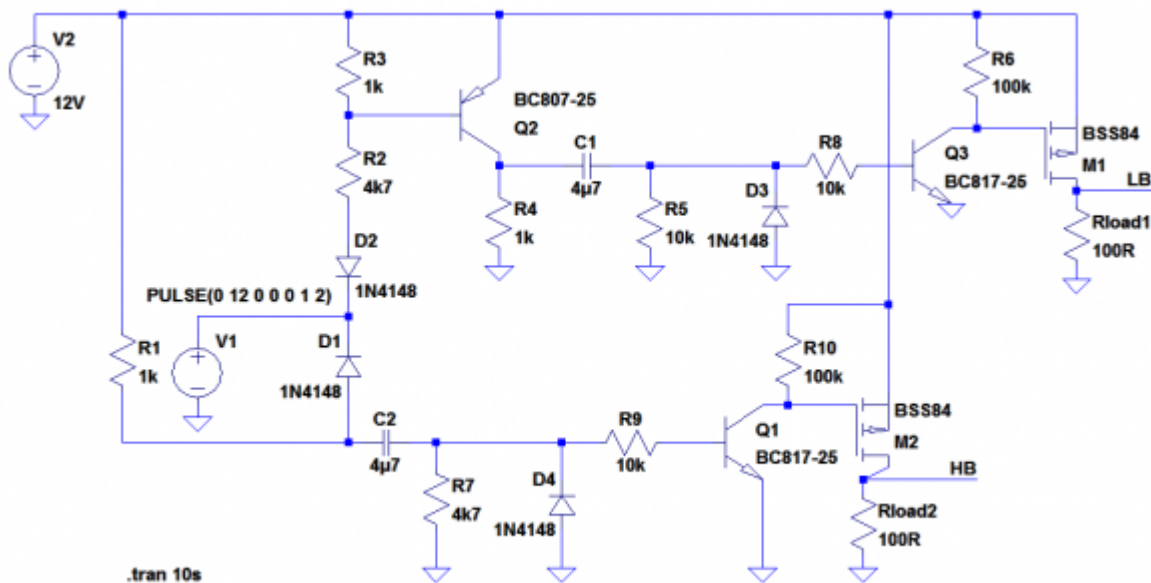 V2
12V
R3
1k
BC807-25
Q2
R6
100k
BSS84
M1
LB
R2
4k7
C1
4µ7
R8
10k
Q3
BC817-25
R4
1k
R5
10k
D3
1N4148
Rload1
100R
D2
1N4148
PULSE(0 12 0 0 0 1 2)
V1
D1
1N4148
R1
1k
R10
100k
BSS84
M2
HB
C2
4µ7
R9
10k
Q1
BC817-25
R7
4k7
D4
1N4148
Rload2
100R
.tran 10s